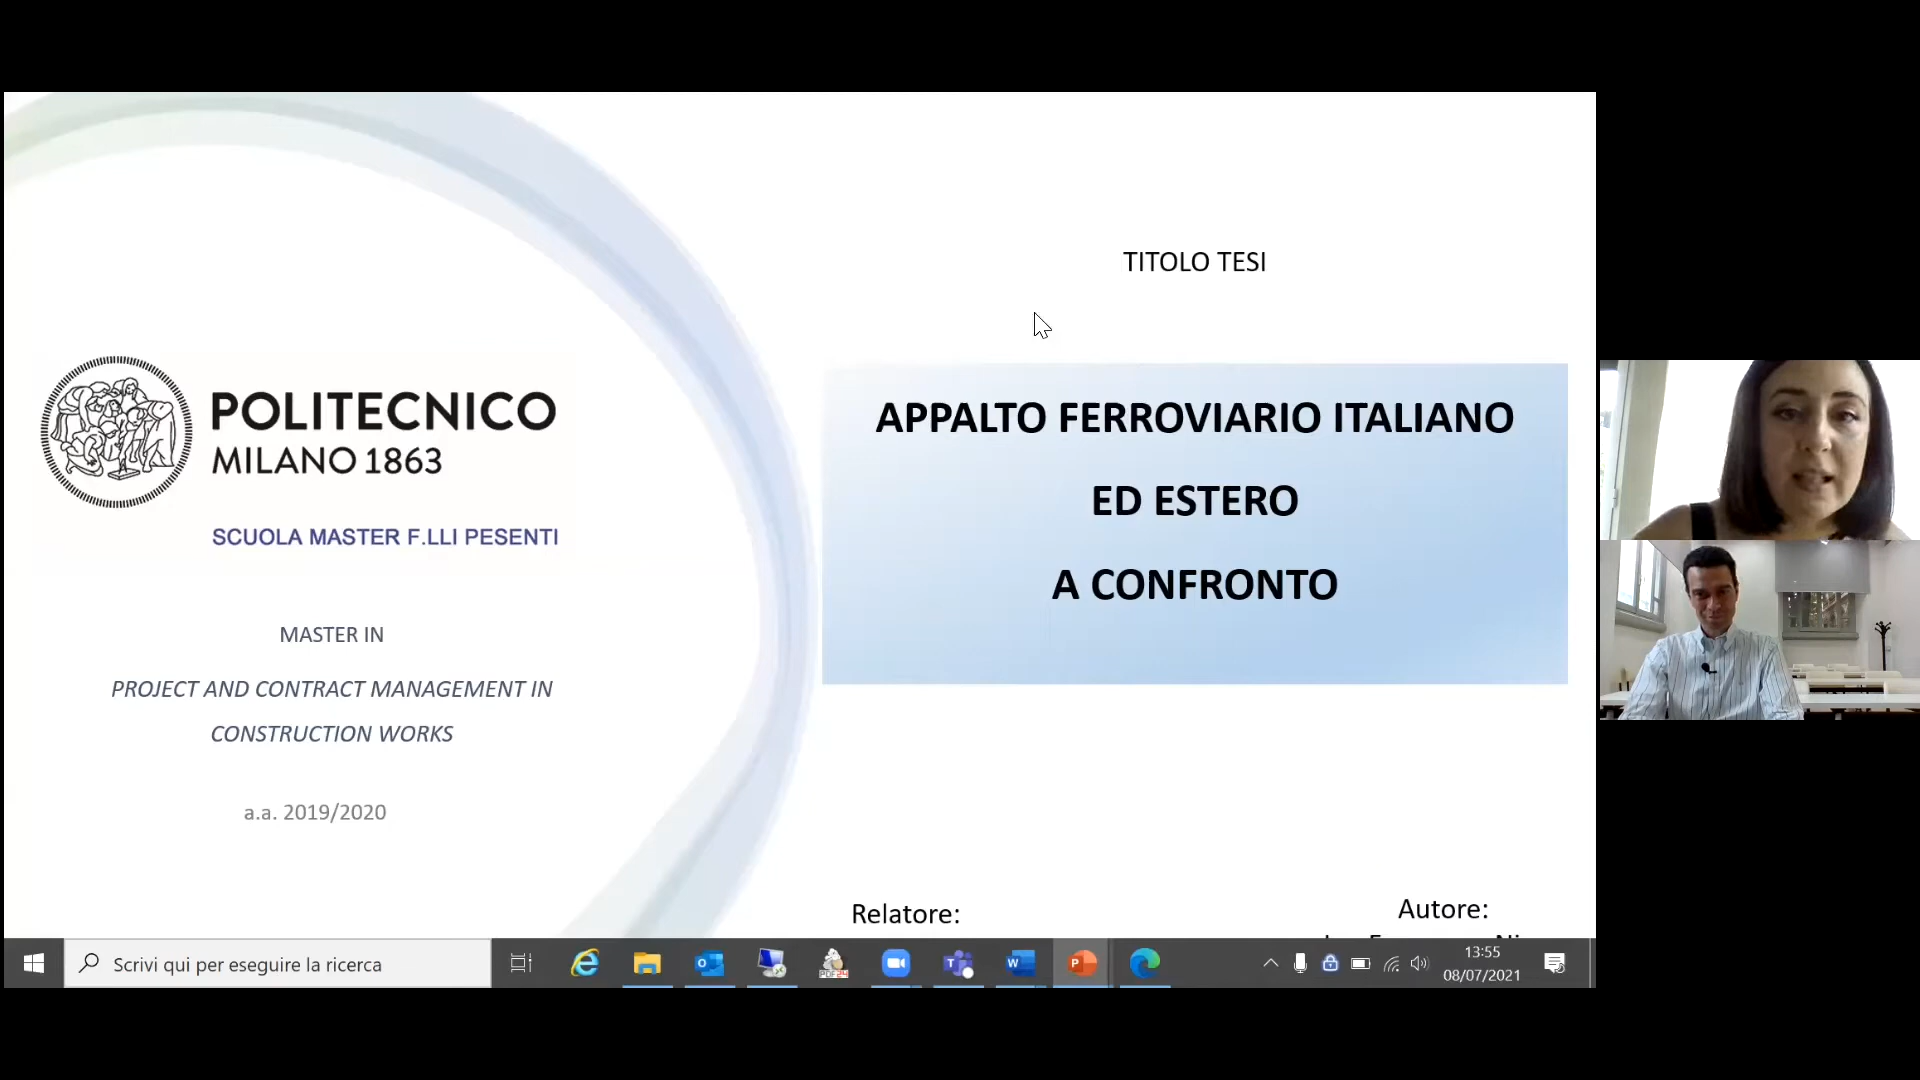 POLITECNICO
MILANO 1863
SCUOLA MASTER F.LLI PESENTI
MASTER IN
PROJECT AND CONTRACT MANAGEMENT IN
CONSTRUCTION WORKS
a.a. 2019/2020
TITOLO TESI
APPALTO FERROVIARIO ITALIANO
ED ESTERO
A CONFRONTO
Relatore:
Autore:
Scrivi qui per eseguire la ricerca
PDF24
13:55
08/07/2021